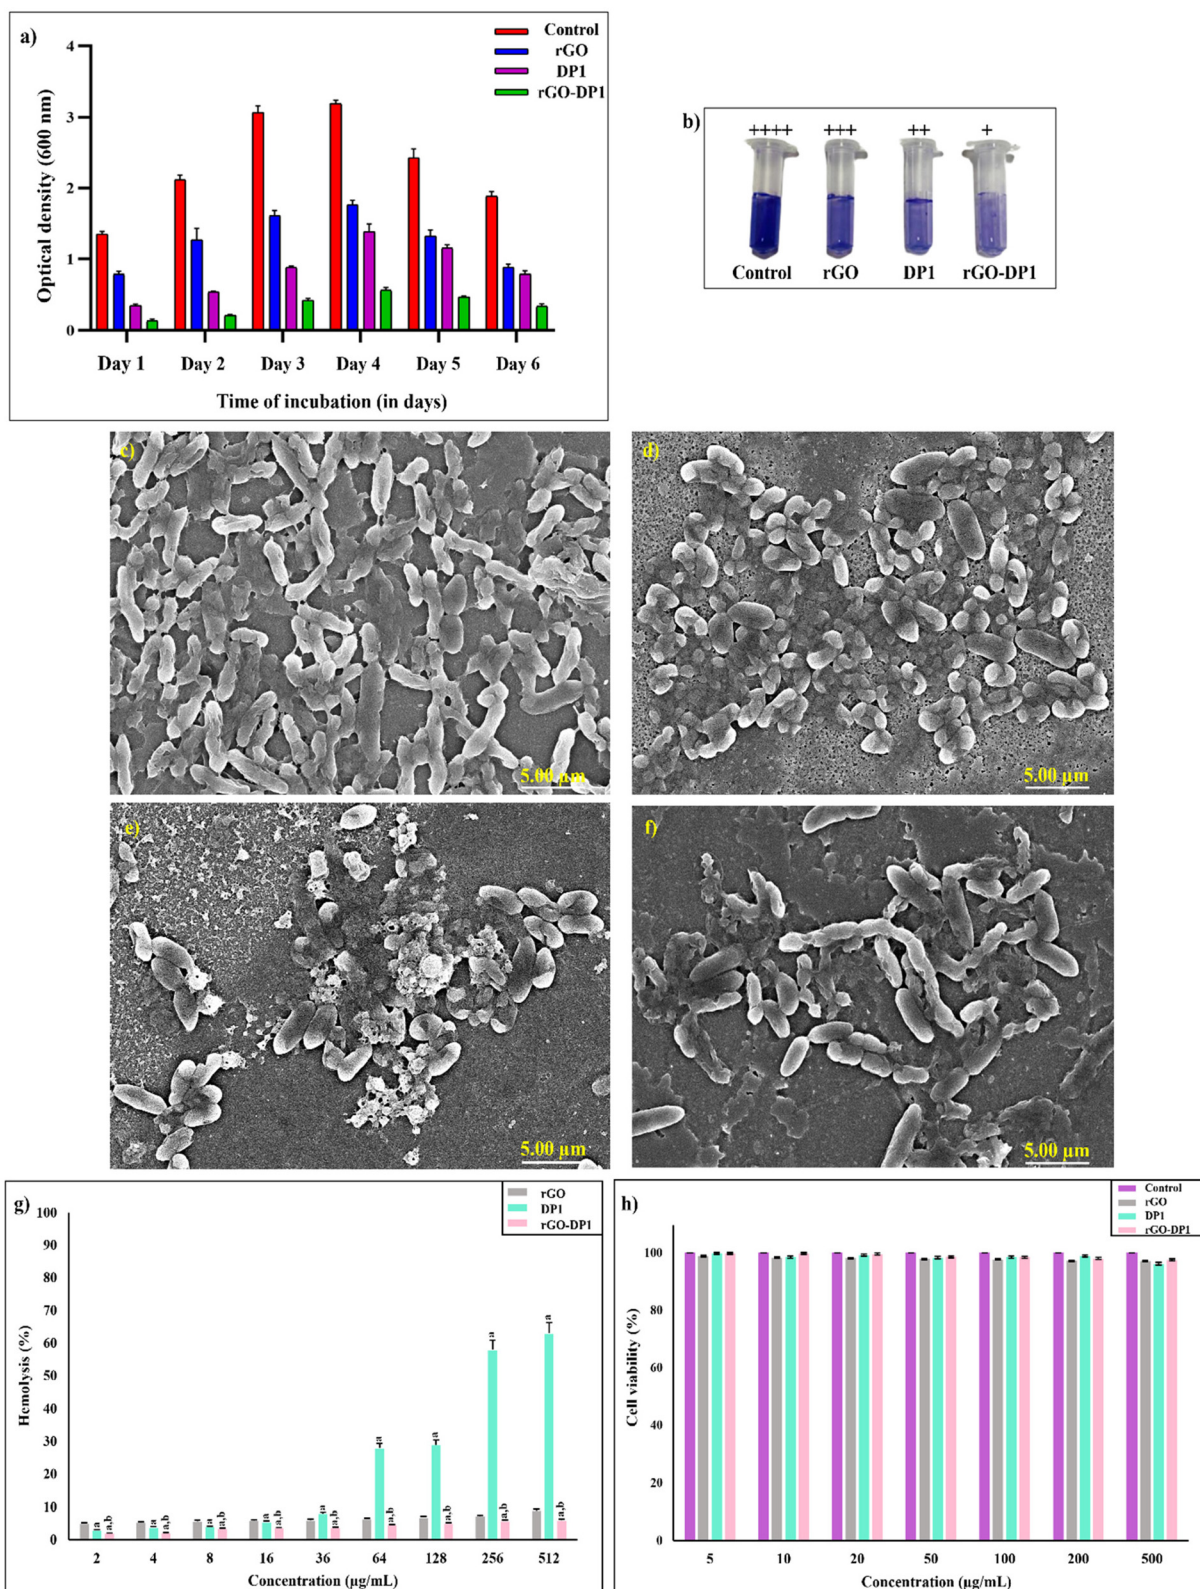 a)
Control
rGO
DP1
rGO-DP1
4
3
2
1
0
Optical density (600 nm)
Day 1 Day 2 Day 3 Day 4 Day 5 Day 6
Time of incubation (in days)
b)
++++ +++ ++ +
Control rGO DP1 rGO-DP1
c)
5.00 µm
d)
5.00 µm
e)
5.00 µm
f)
5.00 µm
g)
rGO
DP1
rGO-DP1
100
90
80
70
60
50
40
30
20
10
0
Hemolysis (%)
a a,b a a,b a a,b a a,b a a,b a a,b a a,b a a,b a a,b
2 4 8 16 36 64 128 256 512
Concentration (µg/mL)
h)
Control
rGO
DP1
rGO-DP1
100
80
60
40
20
0
Cell viability (%)
5 10 20 50 100 200 500
Concentration (µg/mL)